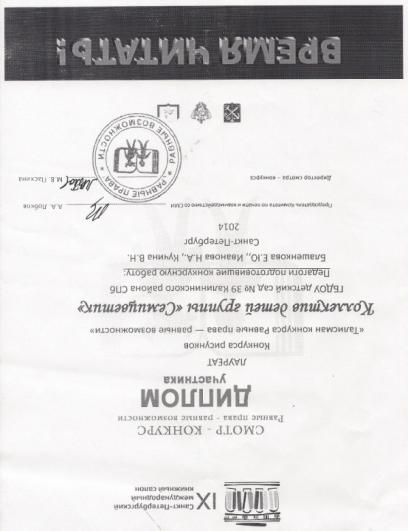 IX
Санкт-Петербургский
международный
книжный салон
СМОТР - КОНКУРС
Равные права - равные возможности
ДИПЛОМ
участника
ЛАУРЕАТ
Конкурса рисунков
"Талисман конкурса Равные права — равные возможности»
Коллектив детей группы «Семицветик»
ГБДОУ детский сад № 39 Калининского района СПб
Педагоги подготовившие конкурсную работу:
Блашенкова Е.Ю., Иванова Н.А., Кучина В.Н.
Санкт-Петербург
2014
Председатель Комитета по печати и взаимодействию со СМИ
А.А. Лобков
Директор смотра - конкурса
М.В. Паскина
РАВНЫЕ ПРАВА * РАВНЫЕ ВОЗМОЖНОСТИ *
ВРЕМЯ ЧИТАТЬ!